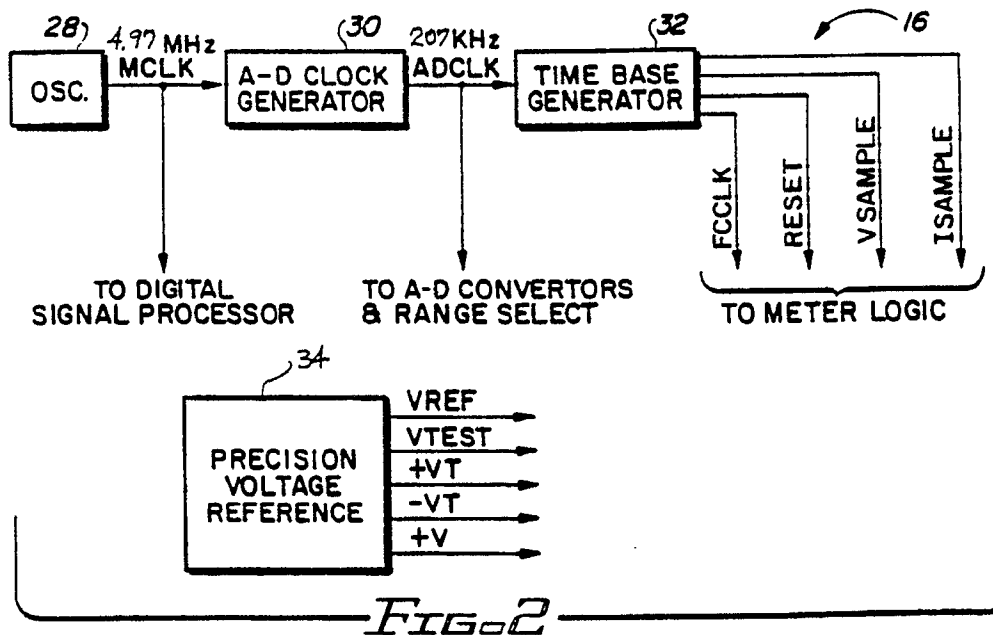 28
4.97 MHz
MCLK
30
207KHz
ADCLK
32
16
OSC.
A-D CLOCK
GENERATOR
TIME BASE
GENERATOR
FCCLK
RESET
VSAMPLE
ISAMPLE
TO DIGITAL
SIGNAL PROCESSOR
TO A-D CONVERTORS
& RANGE SELECT
TO METER LOGIC
34
PRECISION
VOLTAGE
REFERENCE
VREF
VTEST
+VT
-VT
+V
FIG. 2